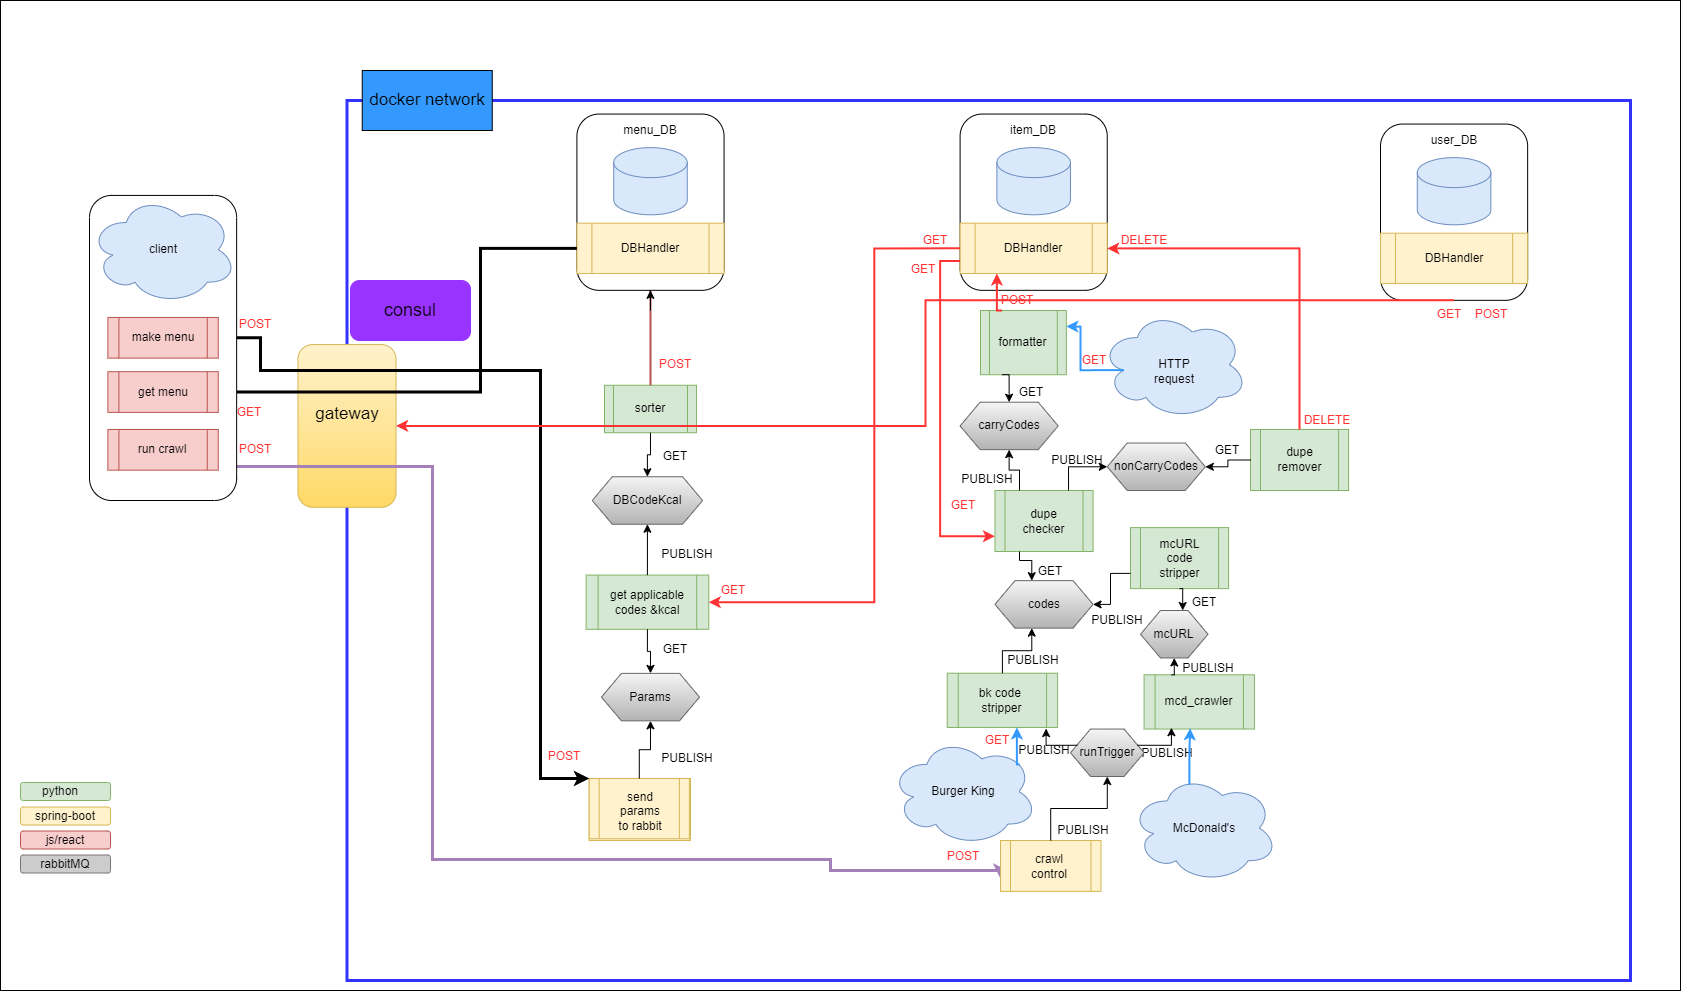 docker network
menu_DB
item_DB
user_DB
DBHandler
DBHandler
DBHandler
client
make menu
get menu
run crawl
POST
GET
POST
consul
gateway
GET
GET
DELETE
POST
GET POST
formatter
GET
HTTP
request
POST
sorter
GET
DBCodeKcal
PUBLISH
get applicable
codes &kcal
GET
GET
Params
PUBLISH
POST
send
params
to rabbit
GET
carryCodes
PUBLISH
PUBLISH
nonCarryCodes
GET
DELETE
dupe
remover
GET
dupe
checker
GET
codes
PUBLISH
mcURL
code
stripper
GET
mcURL
PUBLISH
PUBLISH
bk code
stripper
mcd_crawler
GET
PUBLISH
runTrigger
PUBLISH
Burger King
McDonald's
PUBLISH
POST
crawl
control
python
spring-boot
js/react
rabbitMQ